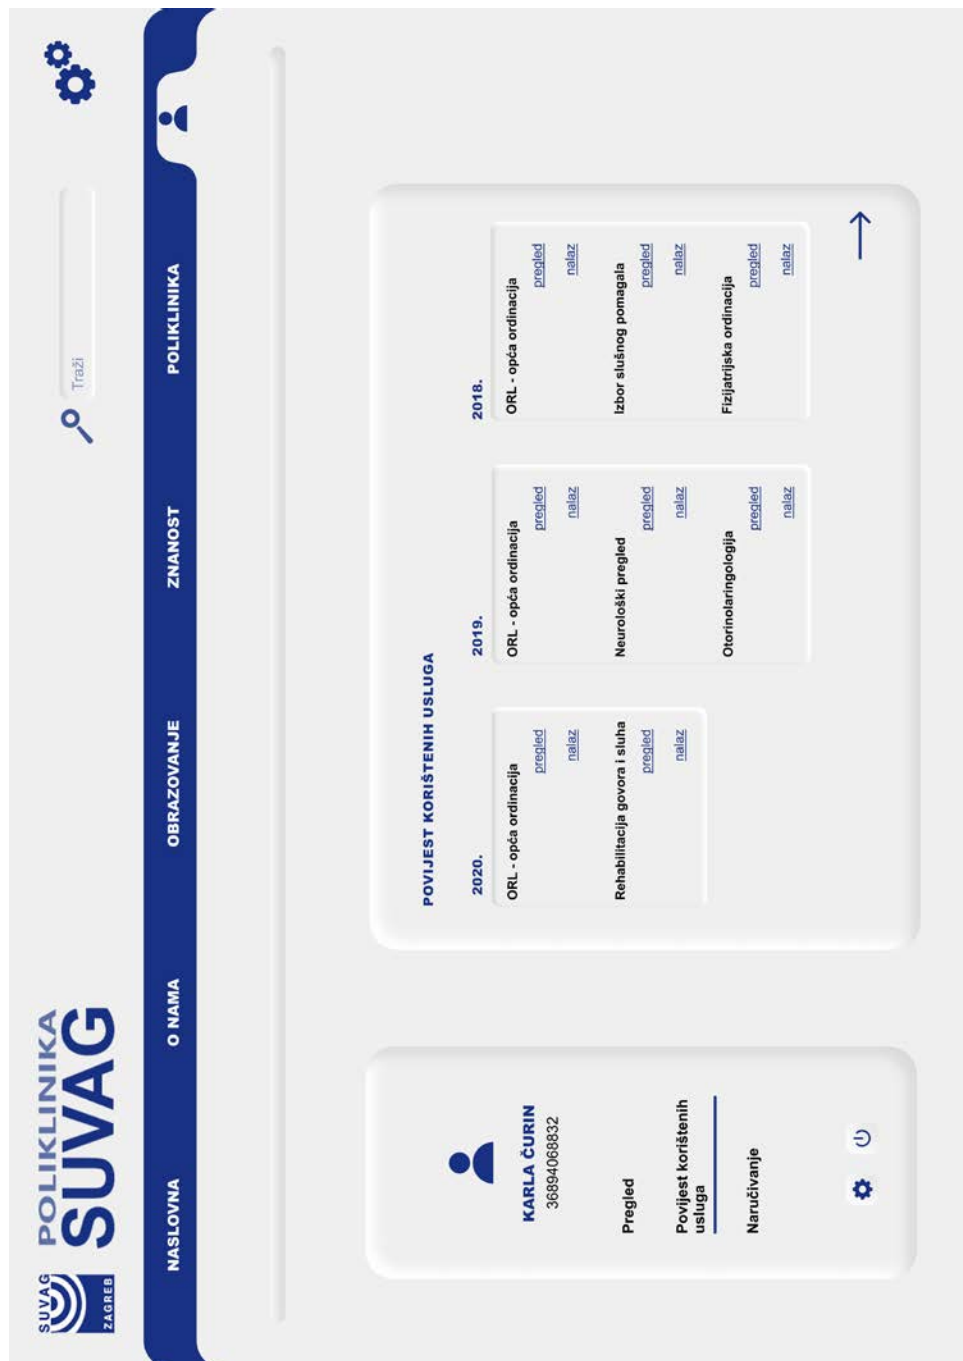 SUVAG
ZAGREB
POLIKLINIKA
SUVAG
Traži
NASLOVNA
O NAMA
OBRAZOVANJE
ZNANOST
POLIKLINIKA
KARLA ČURIN
36894068832
Pregled
Povijest korištenih
usluga
Naručivanje
POVIJEST KORIŠTENIH USLUGA
2020.
ORL - opća ordinacija
pregled
nalaz
Rehabilitacija govora i sluha
pregled
nalaz
2019.
ORL - opća ordinacija
pregled
nalaz
Neurološki pregled
pregled
nalaz
Otorinolaringologija
pregled
nalaz
2018.
ORL - opća ordinacija
pregled
nalaz
Izbor slušnog pomagala
pregled
nalaz
Fizijatrijska ordinacija
pregled
nalaz